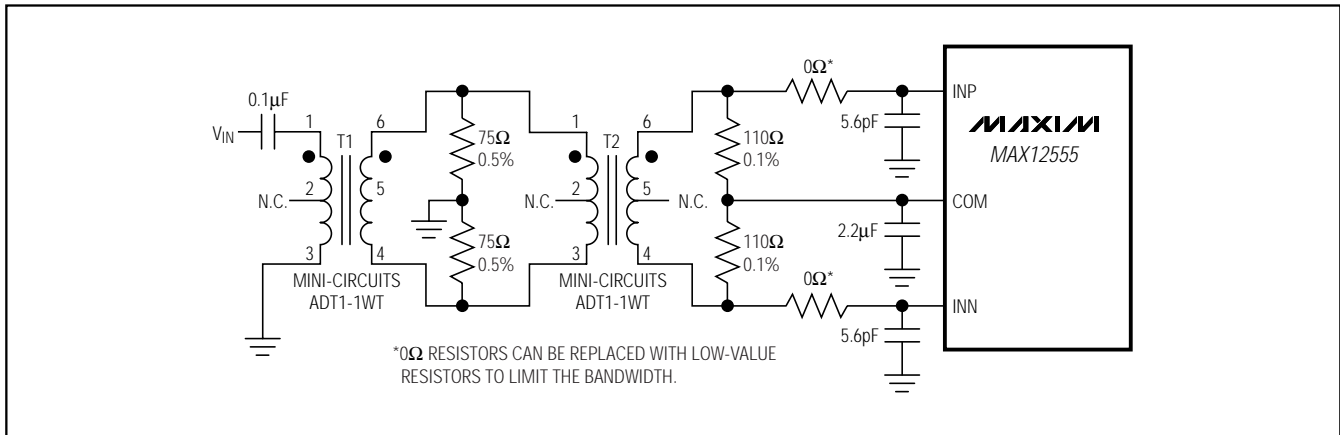 0.1µF
V_IN
1
2
3
N.C.
T1
6
5
4
MINI-CIRCUITS
ADT1-1WT
75Ω
0.5%
75Ω
0.5%
1
2
3
N.C.
T2
6
5
4
N.C.
MINI-CIRCUITS
ADT1-1WT
110Ω
0.1%
110Ω
0.1%
0Ω*
0Ω*
5.6pF
2.2µF
5.6pF
INP
COM
INN
MAXIM
MAX12555
*0Ω RESISTORS CAN BE REPLACED WITH LOW-VALUE
RESISTORS TO LIMIT THE BANDWIDTH.